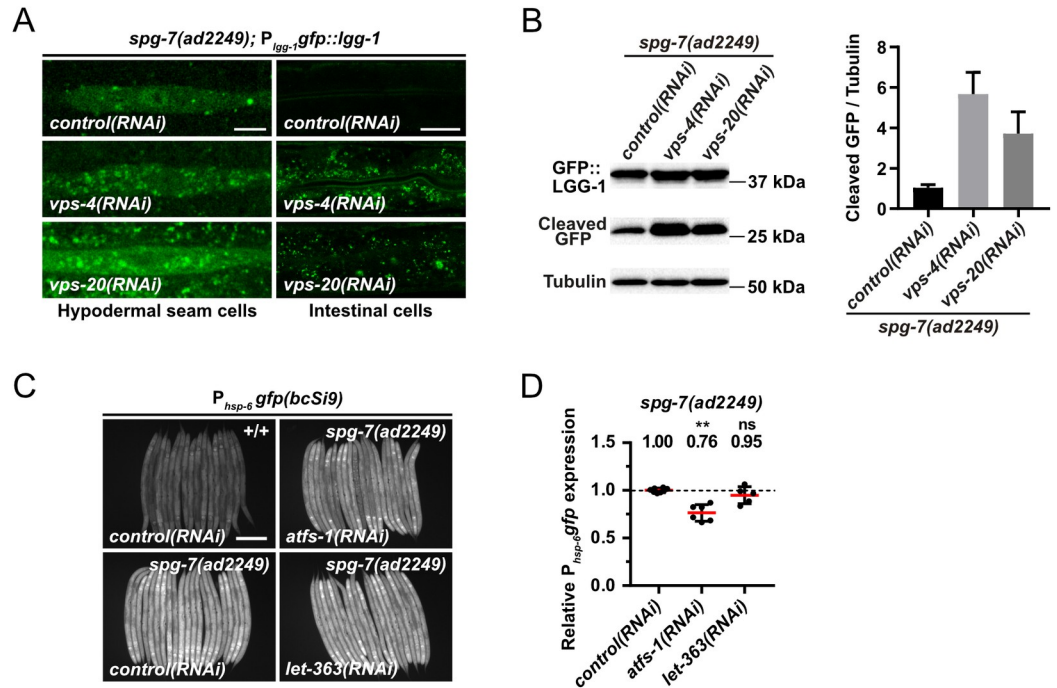 A
spg-7(ad2249); Plgg-1gfp::lgg-1
control(RNAi)
control(RNAi)
vps-4(RNAi)
vps-4(RNAi)
vps-20(RNAi)
vps-20(RNAi)
Hypodermal seam cells
Intestinal cells
B
spg-7(ad2249)
control(RNAi)
vps-4(RNAi)
vps-20(RNAi)
GFP::
LGG-1
37 kDa
Cleaved
GFP
25 kDa
Tubulin
50 kDa
Cleaved GFP / Tubulin
8
6
4
2
0
control(RNAi)
vps-4(RNAi)
vps-20(RNAi)
spg-7(ad2249)
C
Phsp-6 gfp(bcSi9)
+/+
control(RNAi)
spg-7(ad2249)
atfs-1(RNAi)
spg-7(ad2249)
control(RNAi)
spg-7(ad2249)
let-363(RNAi)
D
spg-7(ad2249)
** ns
1.00 0.76 0.95
Relative Phsp-6gfp expression
1.5
1.0
0.5
0.0
control(RNAi)
atfs-1(RNAi)
let-363(RNAi)